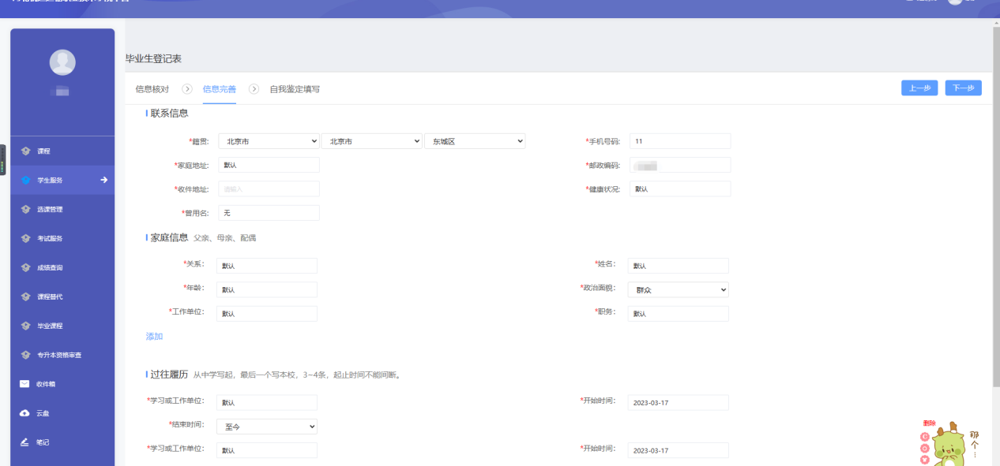 毕业生登记表
信息核对 信息完善 自我鉴定填写 上一步 下一步
联系信息
*籍贯: 北京市 北京市 东城区 *手机号码: 11
*家庭地址: 默认 *邮政编码:
*收件地址: 请输入 *健康状况: 默认
*曾用名: 无
家庭信息 父亲、母亲、配偶
*关系: 默认 *姓名: 默认
*年龄: 默认 *政治面貌: 群众
*工作单位: 默认 *职务: 默认
添加
过往履历 从中学写起，最后一个写本校，3~4条，起止时间不能间断。
*学习或工作单位: 默认 *开始时间: 2023-03-17
*结束时间: 至今
*学习或工作单位: 默认 *开始时间: 2023-03-17
课程
学生服务
选课管理
考试服务
成绩查询
课程替代
毕业课程
专升本资格审查
收件箱
云盘
笔记
删除
那个…